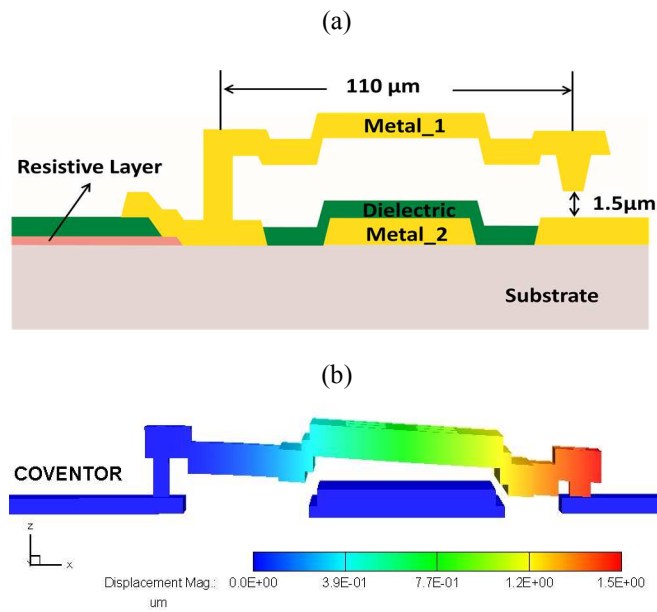 (a)
110 µm
Metal_1
Resistive Layer
Dielectric
1.5µm
Metal_2
Substrate
(b)
COVENTOR
z
x
Displacement Mag.: 0.0E+00 3.9E-01 7.7E-01 1.2E+00 1.5E+00
um